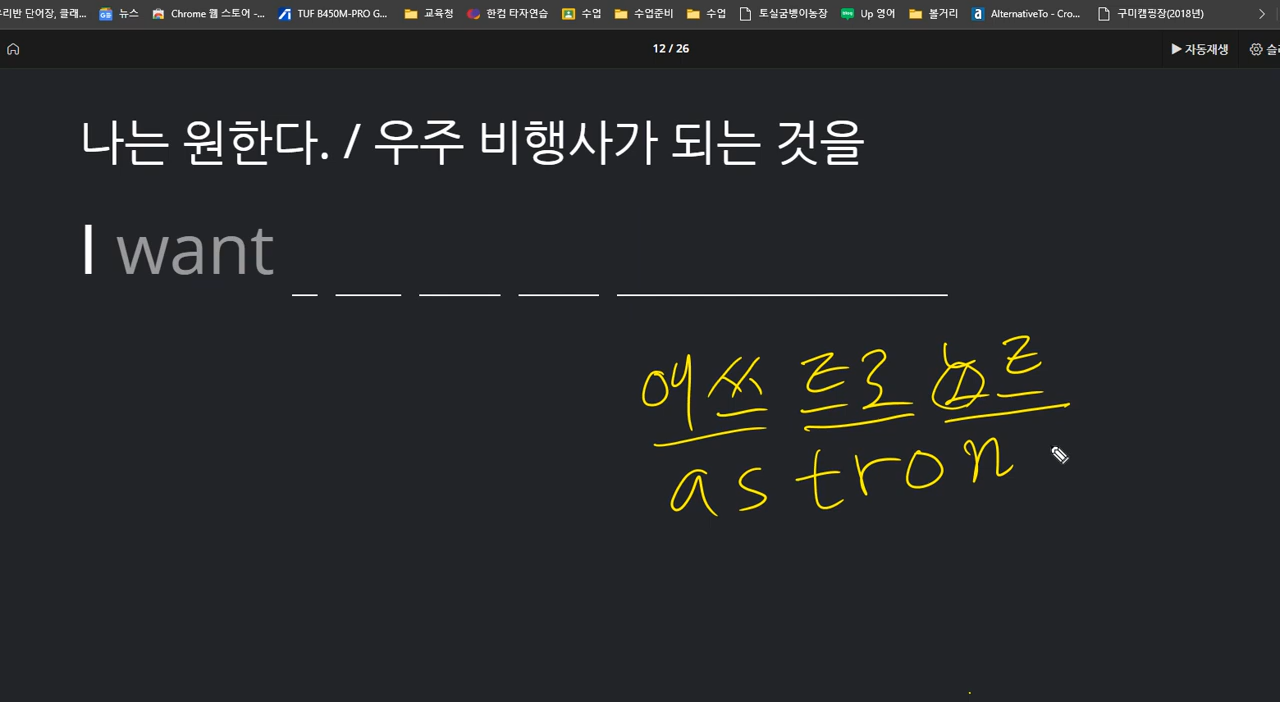 우리반 단어장, 클래... 뉴스 Chrome 웹 스토어 -... TUF B450M-PRO G... 교육청 한컴 타자연습 수업 수업준비 수업 토실굼벵이농장 Up 영어 볼거리 AlternativeTo - Cro... 구미캠핑장(2018년)
12 / 26 자동재생
나는 원한다. / 우주 비행사가 되는 것을
I want
애쓰 트로
astron